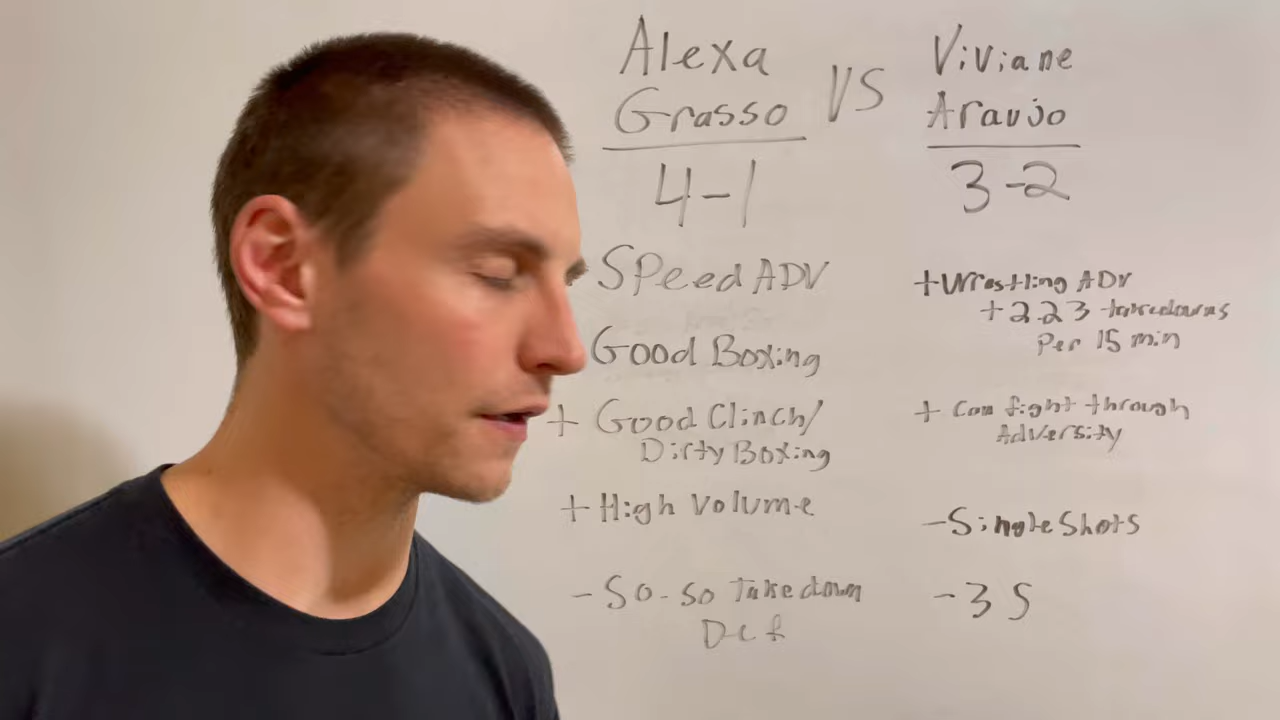 Alexa
Grasso
VS
Viviane
Araujo
4-1
3-2
Speed ADV
Good Boxing
+ Good Clinch/
Dirty Boxing
+ High Volume
- So-so Takedown
Def
+ Wrestling ADV
+ 2.23 takedowns
Per 15 min
+ Can fight through
Adversity
- Single Shots
- 35